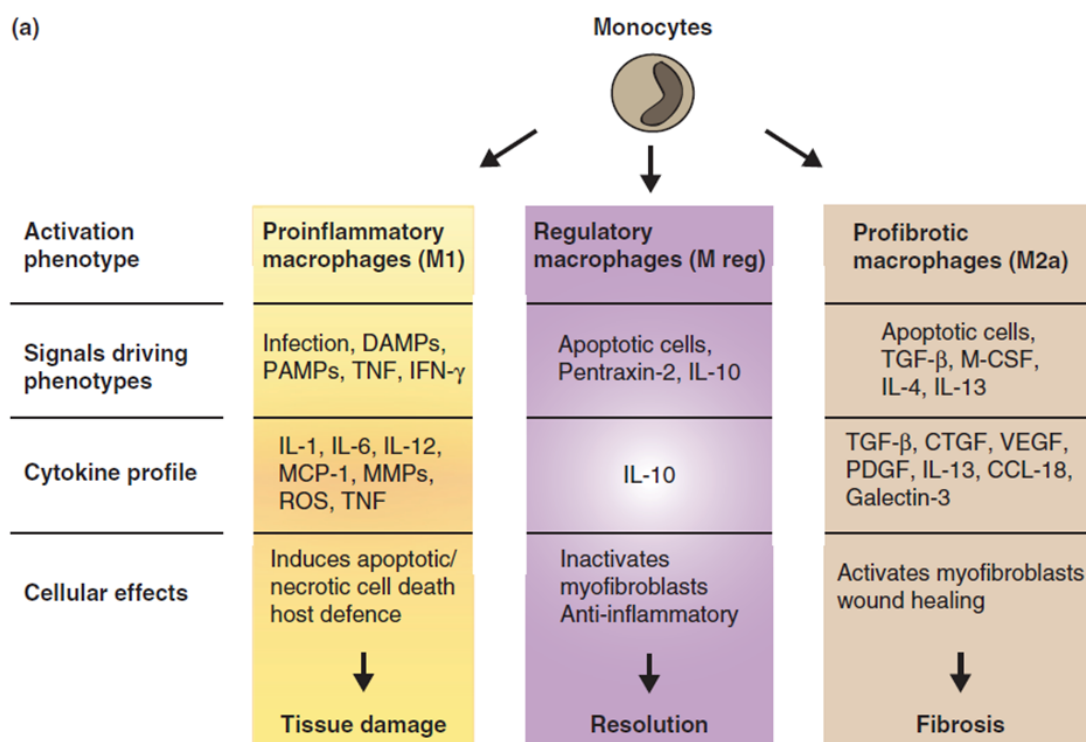 (a)
Monocytes
Activation
phenotype
Proinflammatory
macrophages (M1)
Regulatory
macrophages (M reg)
Profibrotic
macrophages (M2a)
Signals driving
phenotypes
Infection, DAMPs,
PAMPs, TNF, IFN-γ
Apoptotic cells,
Pentraxin-2, IL-10
Apoptotic cells,
TGF-β, M-CSF,
IL-4, IL-13
Cytokine profile
IL-1, IL-6, IL-12,
MCP-1, MMPs,
ROS, TNF
IL-10
TGF-β, CTGF, VEGF,
PDGF, IL-13, CCL-18,
Galectin-3
Cellular effects
Induces apoptotic/
necrotic cell death
host defence
Inactivates
myofibroblasts
Anti-inflammatory
Activates myofibroblasts
wound healing
Tissue damage
Resolution
Fibrosis